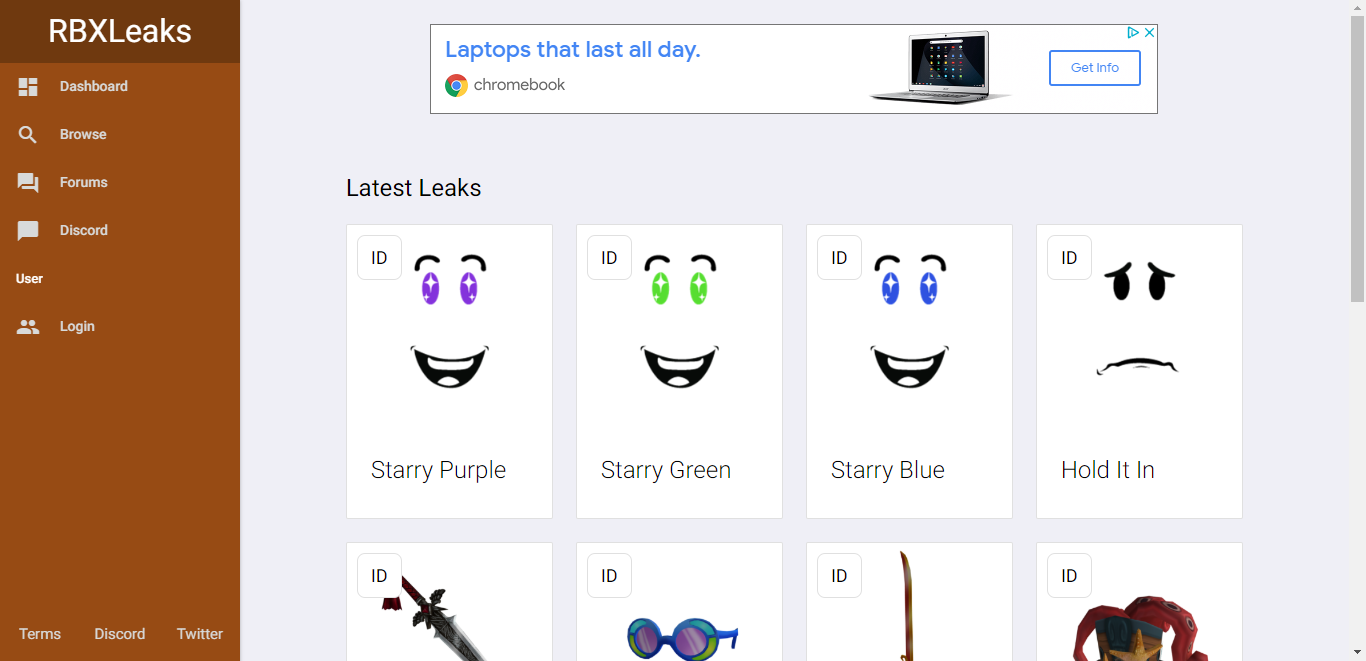 RBXLeaks
Dashboard
Browse
Forums
Discord
User
Login
Terms Discord Twitter
Laptops that last all day.
chromebook
Get Info
Latest Leaks
ID
Starry Purple
ID
Starry Green
ID
Starry Blue
ID
Hold It In
ID
ID
ID
ID